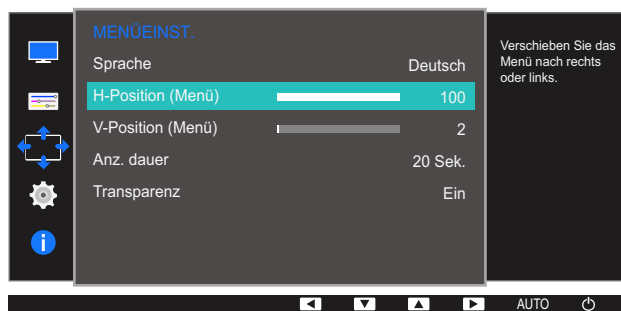 MENÜEINST.
Sprache Deutsch
H-Position (Menü) 100
V-Position (Menü) 2
Anz. dauer 20 Sek.
Transparenz Ein
Verschieben Sie das
Menü nach rechts
oder links.
AUTO